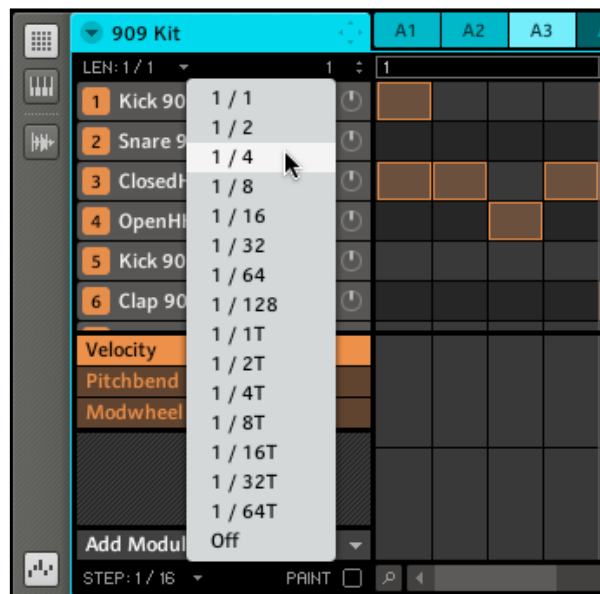 909 Kit
A1 A2 A3
LEN: 1 / 1 1 1
1 Kick 90
2 Snare 9
3 ClosedH
4 OpenHH
5 Kick 90
6 Clap 90
1 / 1
1 / 2
1 / 4
1 / 8
1 / 16
1 / 32
1 / 64
1 / 128
1 / 1T
1 / 2T
1 / 4T
1 / 8T
1 / 16T
1 / 32T
1 / 64T
Off
Velocity
Pitchbend
Modwheel
Add Modul
STEP: 1 / 16 PAINT